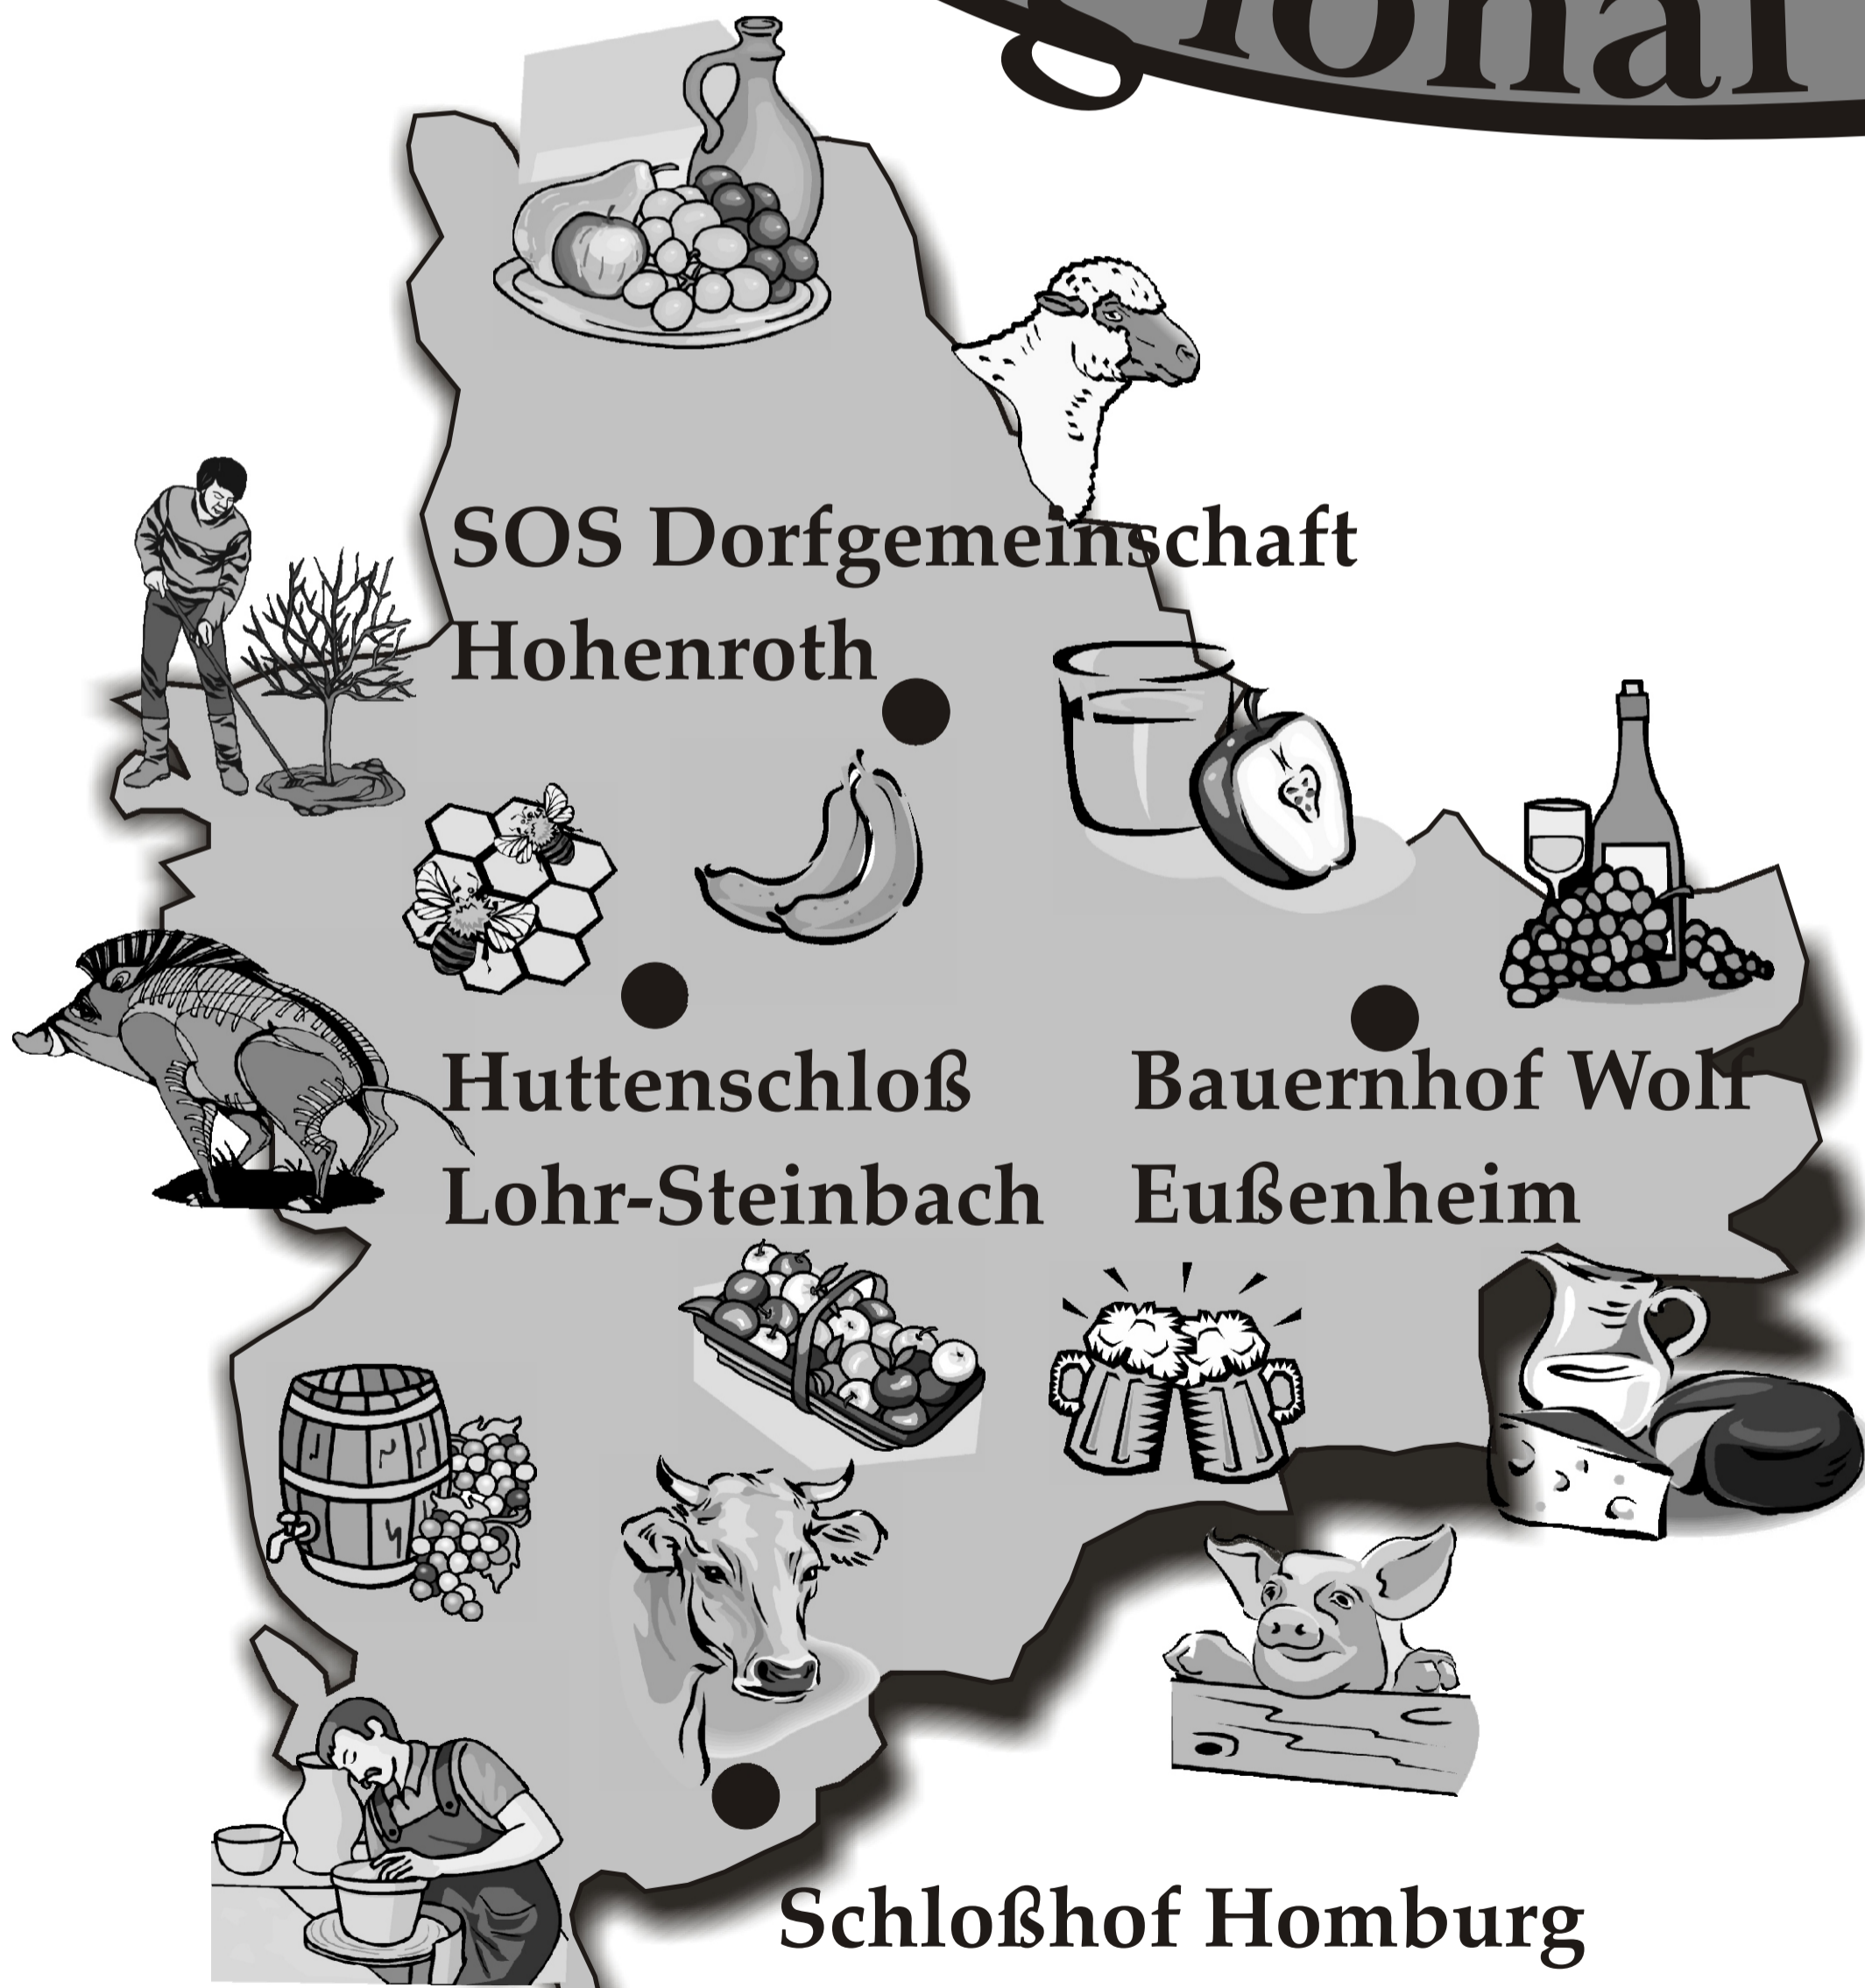 SOS Dorfgemeinschaft
Hohenroth
Huttenschloß
Lohr-Steinbach
Bauernhof Wolf
Eußenheim
Schloßhof Homburg